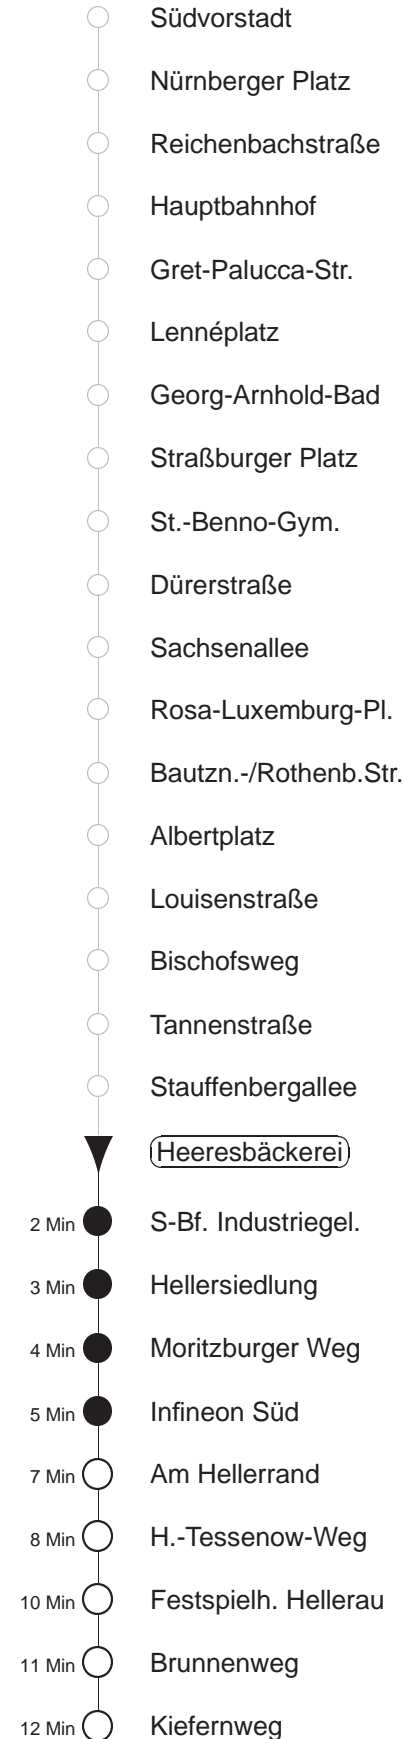 Südvorstadt
Nürnberger Platz
Reichenbachstraße
Hauptbahnhof
Gret-Palucca-Str.
Lennéplatz
Georg-Arnhold-Bad
Straßburger Platz
St.-Benno-Gym.
Dürerstraße
Sachsenallee
Rosa-Luxemburg-Pl.
Bautzn.-/Rothenb.Str.
Albertplatz
Louisenstraße
Bischofsweg
Tannenstraße
Stauffenbergallee
Heeresbäckerei
2 Min S-Bf. Industriegel.
3 Min Hellersiedlung
4 Min Moritzburger Weg
5 Min Infineon Süd
7 Min Am Hellerrand
8 Min H.-Tessenow-Weg
10 Min Festspielh. Hellerau
11 Min Brunnenweg
12 Min Kiefernweg